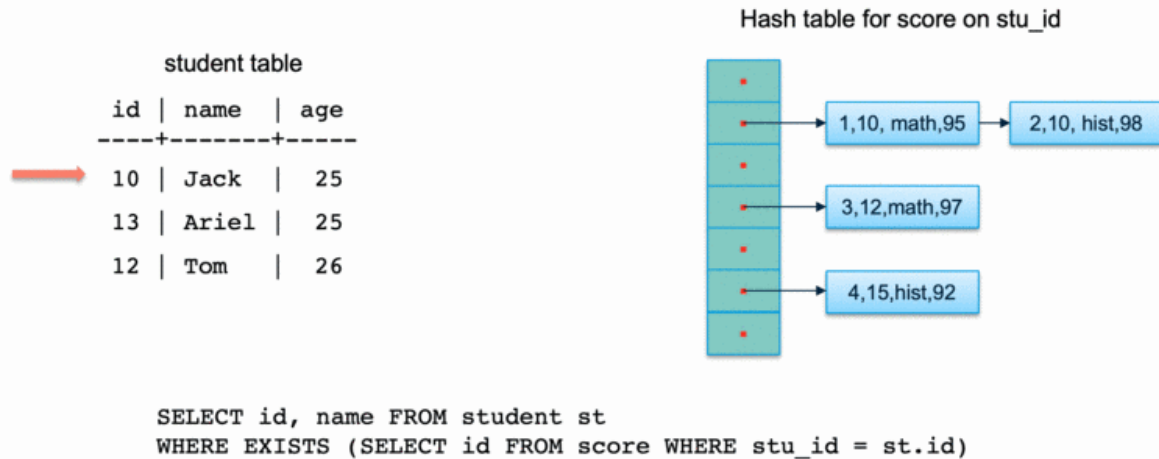 Hash table for score on stu_id
student table
id | name | age
----+-------+-----
10 | Jack | 25
13 | Ariel | 25
12 | Tom | 26
1,10, math,95
2,10, hist,98
3,12,math,97
4,15,hist,92
SELECT id, name FROM student st
WHERE EXISTS (SELECT id FROM score WHERE stu_id = st.id)